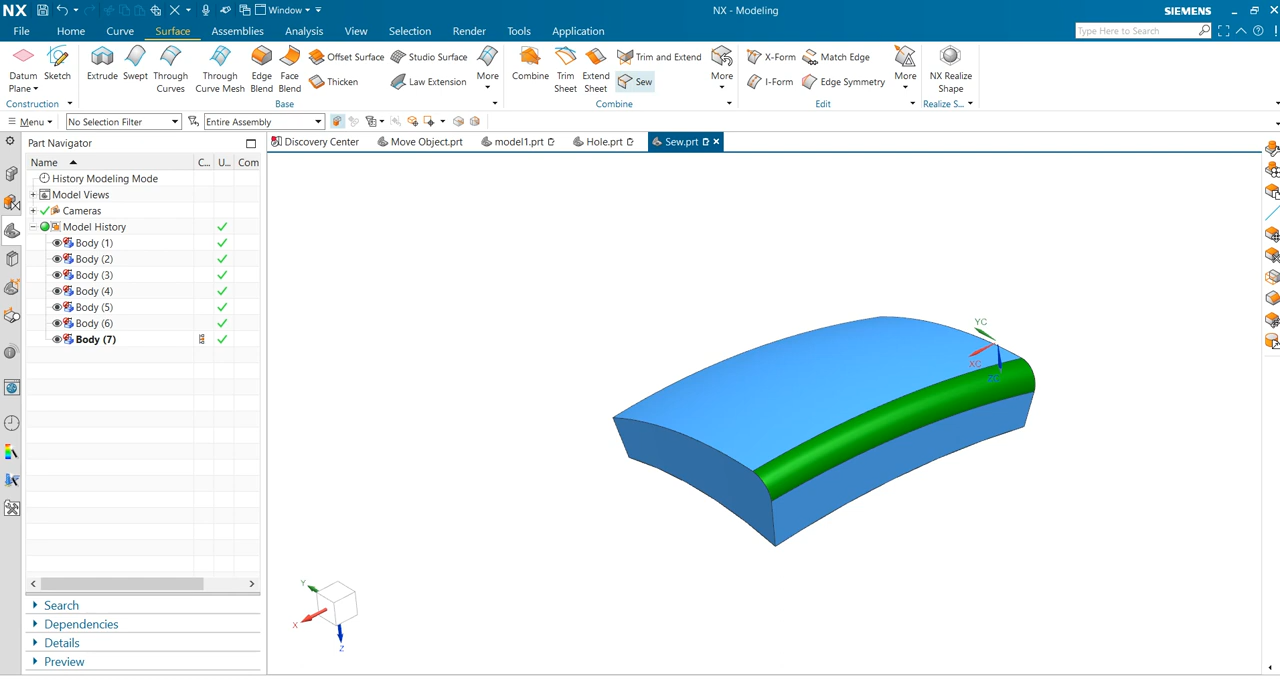 NX Window NX - Modeling SIEMENS
File Home Curve Surface Assemblies Analysis View Selection Render Tools Application Type Here to Search
Datum Plane Sketch Extrude Swept Through Curves Through Curve Mesh Edge Blend Face Blend Offset Surface Thicken Studio Surface Law Extension More Combine Trim Sheet Extend Sheet Trim and Extend Sew More X-Form I-Form Match Edge Edge Symmetry More NX Realize Shape
Construction Base Combine Edit Realize S...
Menu No Selection Filter Entire Assembly
Part Navigator Discovery Center Move Object.prt model1.prt Hole.prt Sew.prt
Name C... U... Com
History Modeling Mode
Model Views
Cameras
Model History
Body (1)
Body (2)
Body (3)
Body (4)
Body (5)
Body (6)
Body (7)
YC
XC
Y
X
Z
Search
Dependencies
Details
Preview